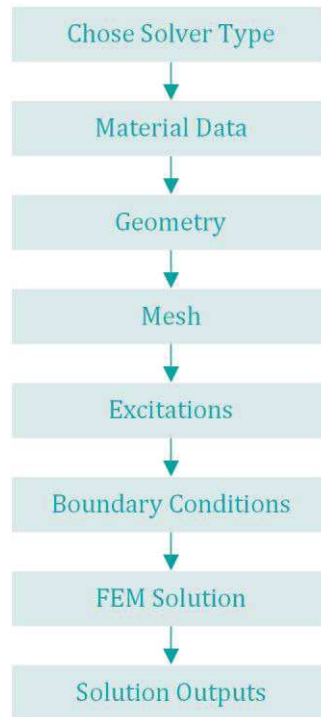 Chose Solver Type
Material Data
Geometry
Mesh
Excitations
Boundary Conditions
FEM Solution
Solution Outputs